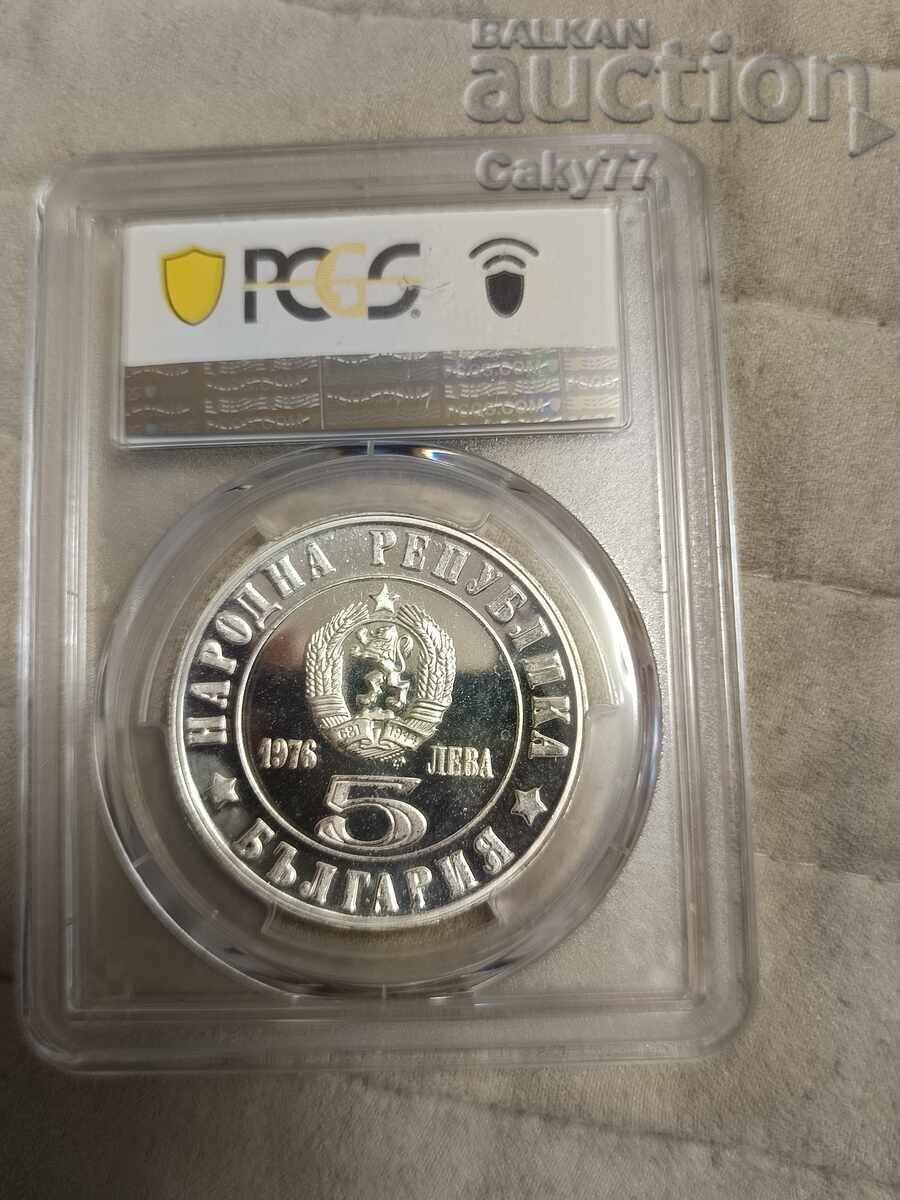 BALKAN
auction
Caky77
PCGS
НАРОДНА РЕПУБЛИКА
681 1944
1976 ЛЕВА
5
БЪЛГАРИЯ